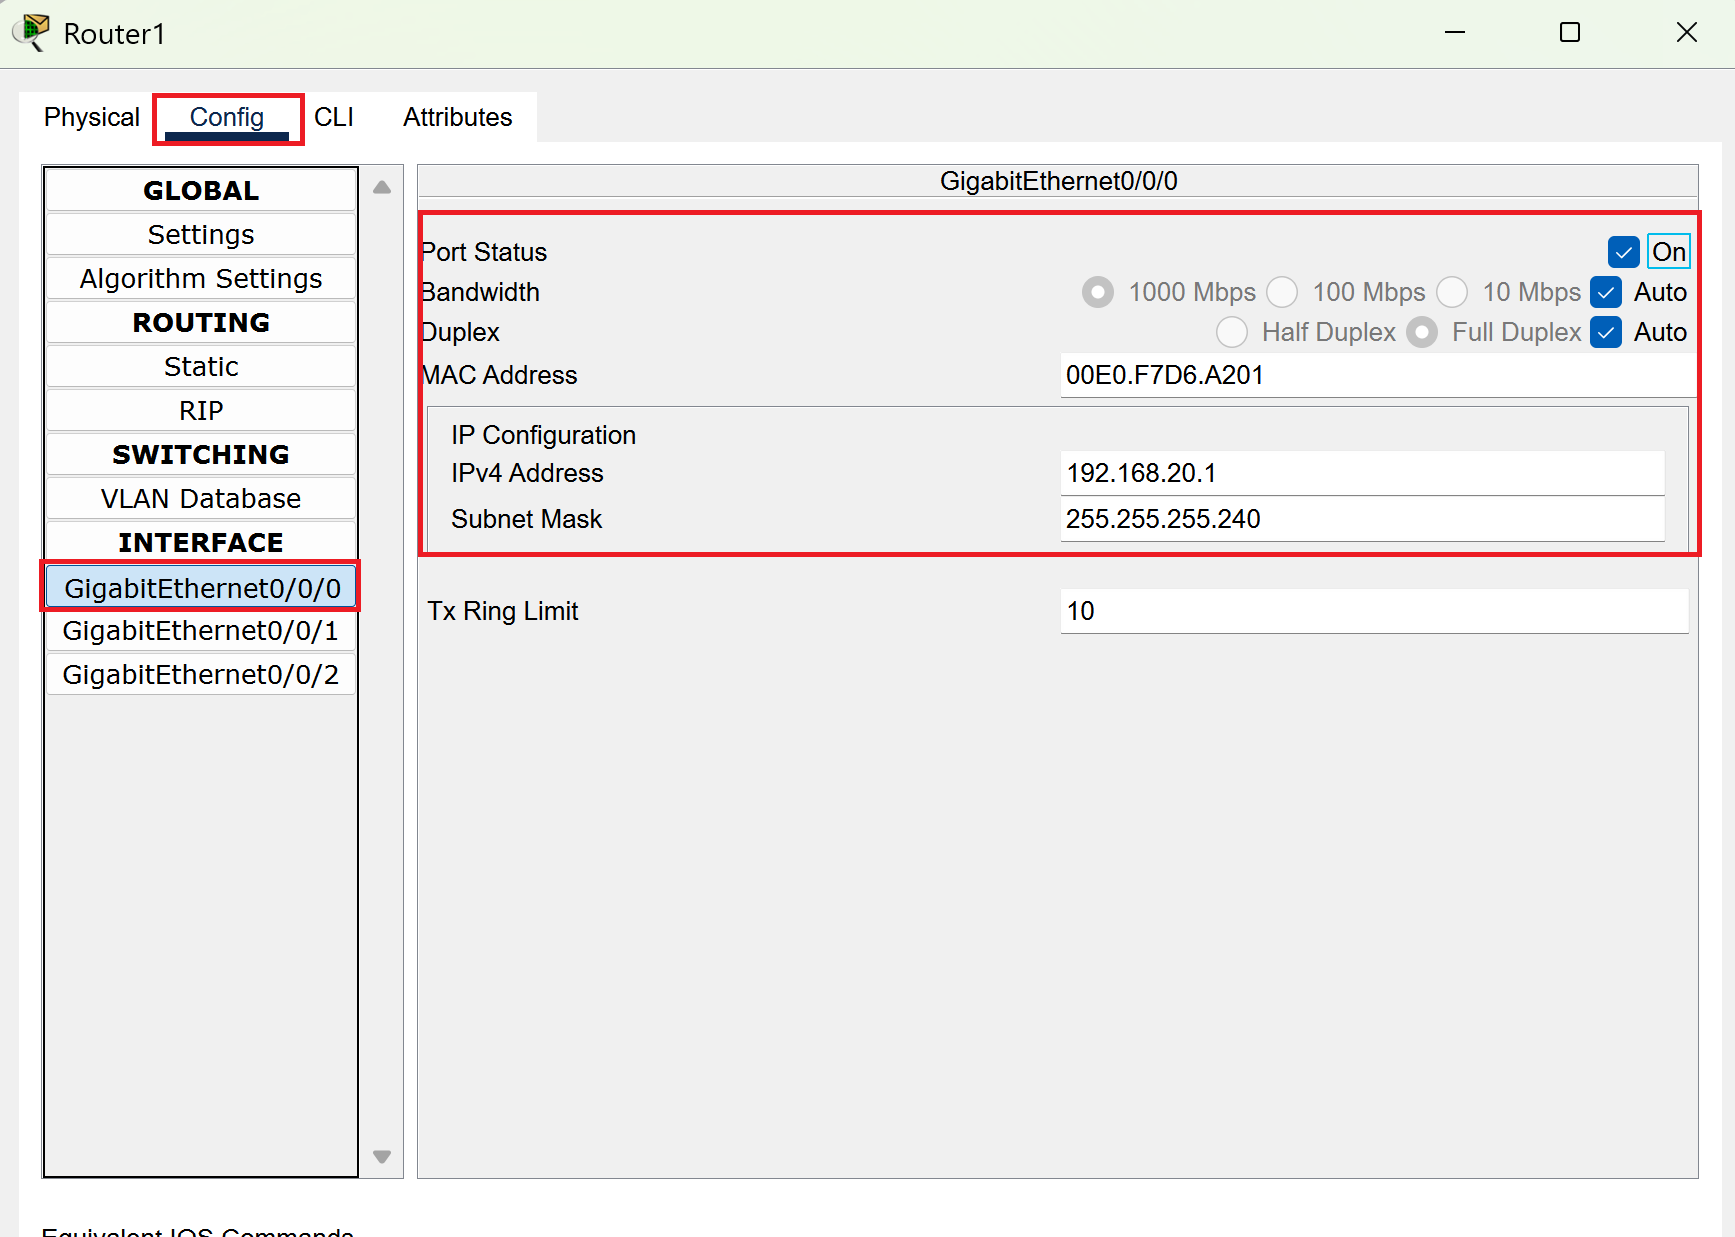 Router1
Physical Config CLI Attributes
GLOBAL
Settings
Algorithm Settings
ROUTING
Static
RIP
SWITCHING
VLAN Database
INTERFACE
GigabitEthernet0/0/0
GigabitEthernet0/0/1
GigabitEthernet0/0/2
GigabitEthernet0/0/0
Port Status On
Bandwidth 1000 Mbps 100 Mbps 10 Mbps Auto
Duplex Half Duplex Full Duplex Auto
MAC Address 00E0.F7D6.A201
IP Configuration
IPv4 Address 192.168.20.1
Subnet Mask 255.255.255.240
Tx Ring Limit 10
Equivalent IOS Commands